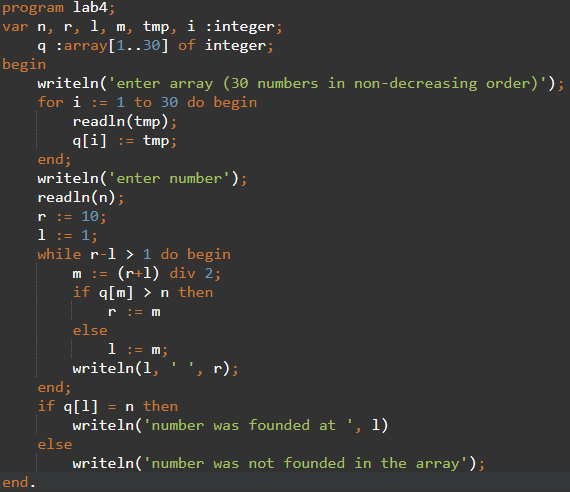 program lab4;
var n, r, l, m, tmp, i :integer;
    q :array[1..30] of integer;
begin
    writeln('enter array (30 numbers in non-decreasing order)');
    for i := 1 to 30 do begin
        readln(tmp);
        q[i] := tmp;
    end;
    writeln('enter number');
    readln(n);
    r := 10;
    l := 1;
    while r-l > 1 do begin
        m := (r+l) div 2;
        if q[m] > n then
            r := m
        else
            l := m;
        writeln(l, ' ', r);
    end;
    if q[l] = n then
        writeln('number was founded at ', l)
    else
        writeln('number was not founded in the array');
end.